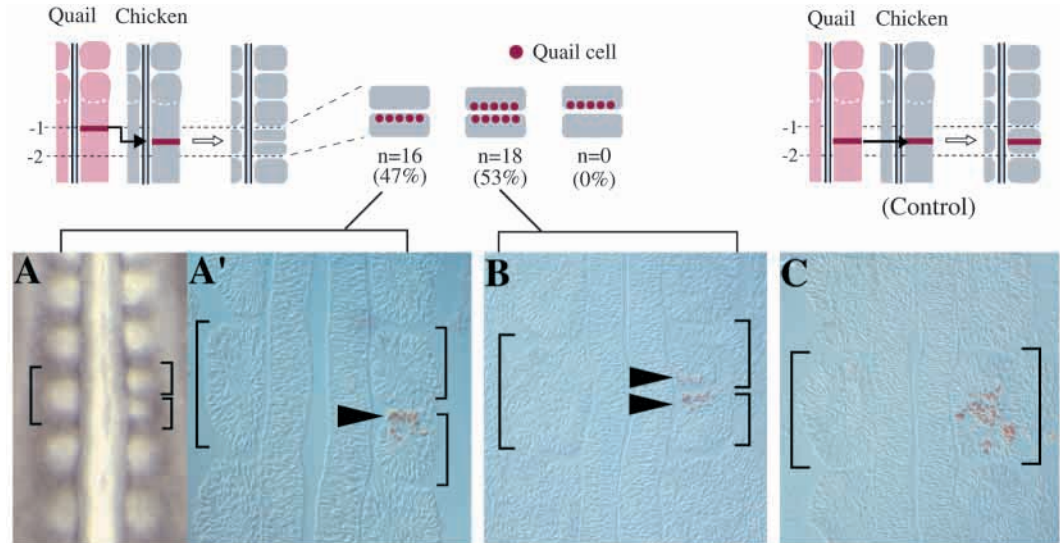 Quail Chicken
Quail cell
Quail Chicken
-1
-2
n=16 n=18 n=0
(47%) (53%) (0%)
-1
-2
(Control)
A A' B C